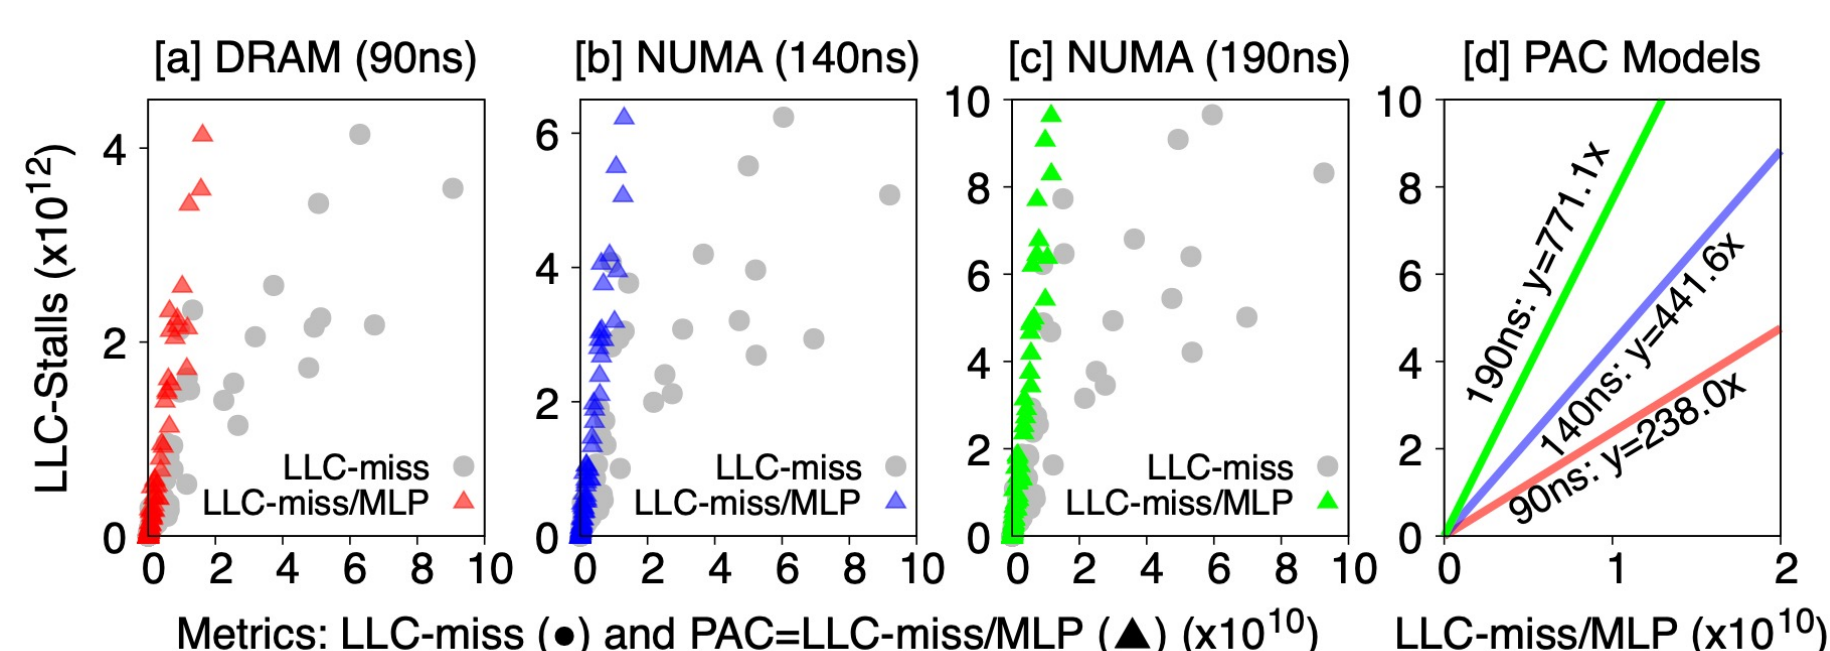 [a] DRAM (90ns)
[b] NUMA (140ns)
[c] NUMA (190ns)
[d] PAC Models
LLC-Stalls (x10¹²)
4
2
0
0 2 4 6 8 10
LLC-miss
LLC-miss/MLP
6
4
2
0
0 2 4 6 8 10
LLC-miss
LLC-miss/MLP
10
8
6
4
2
0
0 2 4 6 8 10
LLC-miss
LLC-miss/MLP
10
8
6
4
2
0
0 1 2
190ns: y=771.1x
140ns: y=441.6x
90ns: y=238.0x
Metrics: LLC-miss (●) and PAC=LLC-miss/MLP (▲) (x10¹⁰)
LLC-miss/MLP (x10¹⁰)